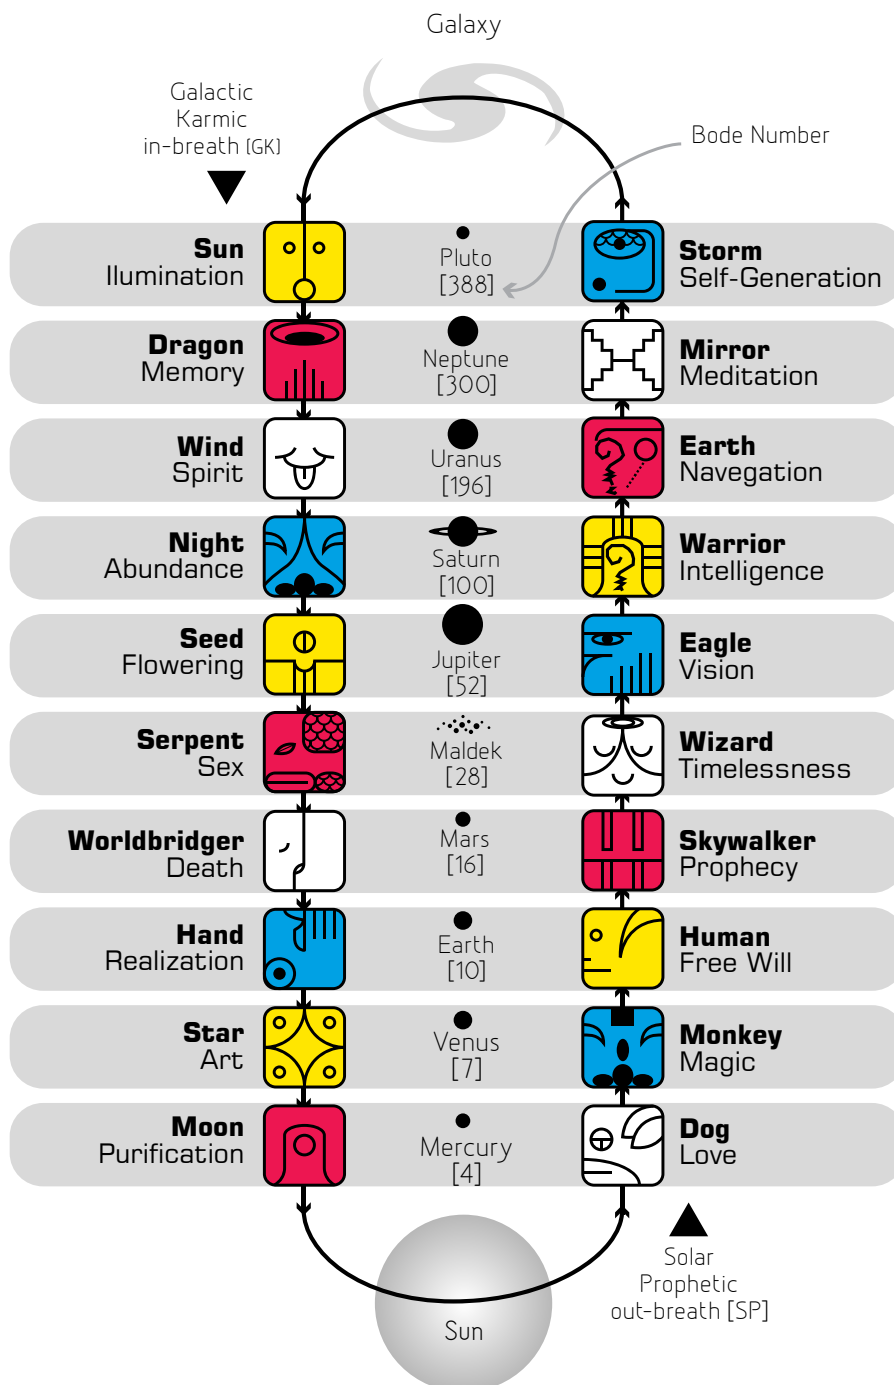 Galaxy
Galactic
Karmic
in-breath [GK]
Bode Number
Sun
Ilumination
Pluto
[388]
Storm
Self-Generation
Dragon
Memory
Neptune
[300]
Mirror
Meditation
Wind
Spirit
Uranus
[196]
Earth
Navegation
Night
Abundance
Saturn
[100]
Warrior
Intelligence
Seed
Flowering
Jupiter
[52]
Eagle
Vision
Serpent
Sex
Maldek
[28]
Wizard
Timelessness
Worldbridger
Death
Mars
[16]
Skywalker
Prophecy
Hand
Realization
Earth
[10]
Human
Free Will
Star
Art
Venus
[7]
Monkey
Magic
Moon
Purification
Mercury
[4]
Dog
Love
Solar
Prophetic
out-breath [SP]
Sun